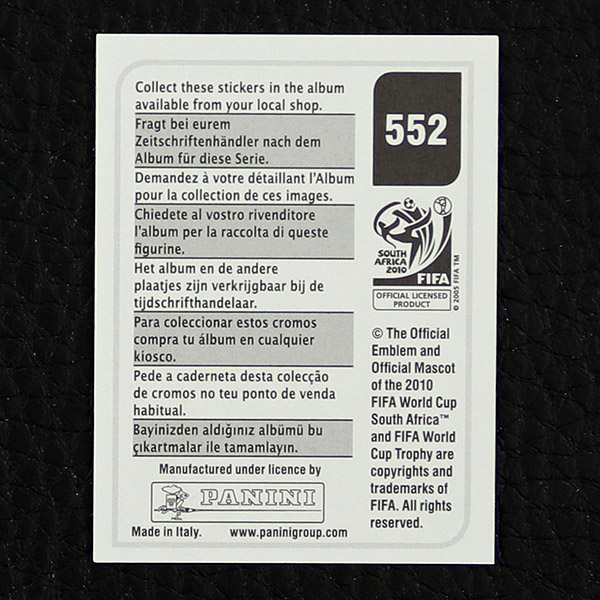 Collect these stickers in the album
available from your local shop.
Fragt bei eurem
Zeitschriftenhändler nach dem
Album für diese Serie.
Demandez à votre détaillant l'Album
pour la collection de ces images.
Chiedete al vostro rivenditore
l'album per la raccolta di queste
figurine.
Het album en de andere
plaatjes zijn verkrijgbaar bij de
tijdschrifthandelaar.
Para coleccionar estos cromos
compra tu álbum en cualquier
kiosco.
Pede a caderneta desta colecção
de cromos no teu ponto de venda
habitual.
Bayinizden aldığınız albümü bu
çıkartmalar ile tamamlayın.
Manufactured under licence by
PANINI
Made in Italy. www.paninigroup.com
552
SOUTH
AFRICA
2010
FIFA
OFFICIAL LICENSED
PRODUCT
© 2005 FIFA TM
© The Official
Emblem and
Official Mascot
of the 2010
FIFA World Cup
South Africa™
and FIFA World
Cup Trophy are
copyrights and
trademarks of
FIFA. All rights
reserved.